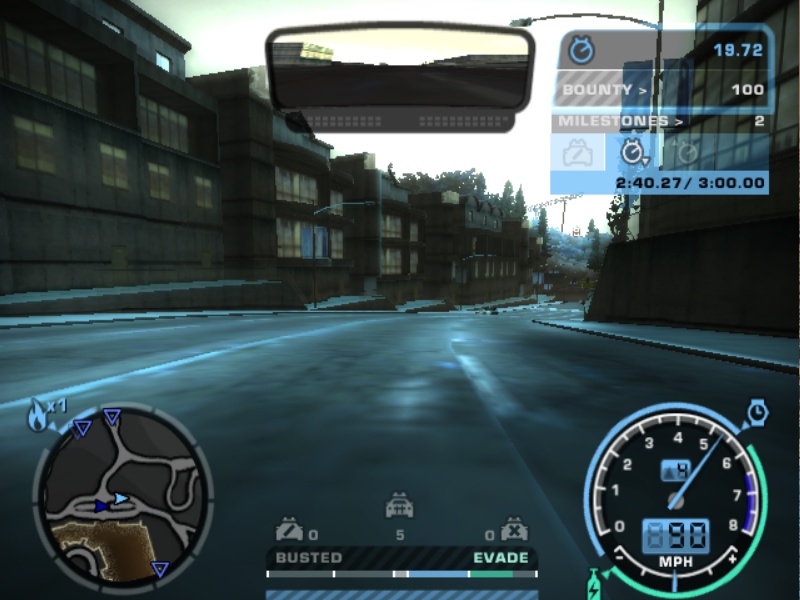 19.72
BOUNTY > 100
MILESTONES > 2
2:40.27/ 3:00.00
x1
0 5 0
BUSTED EVADE
0 1 2 3 4 5 6 7 8
4
90
MPH
- +